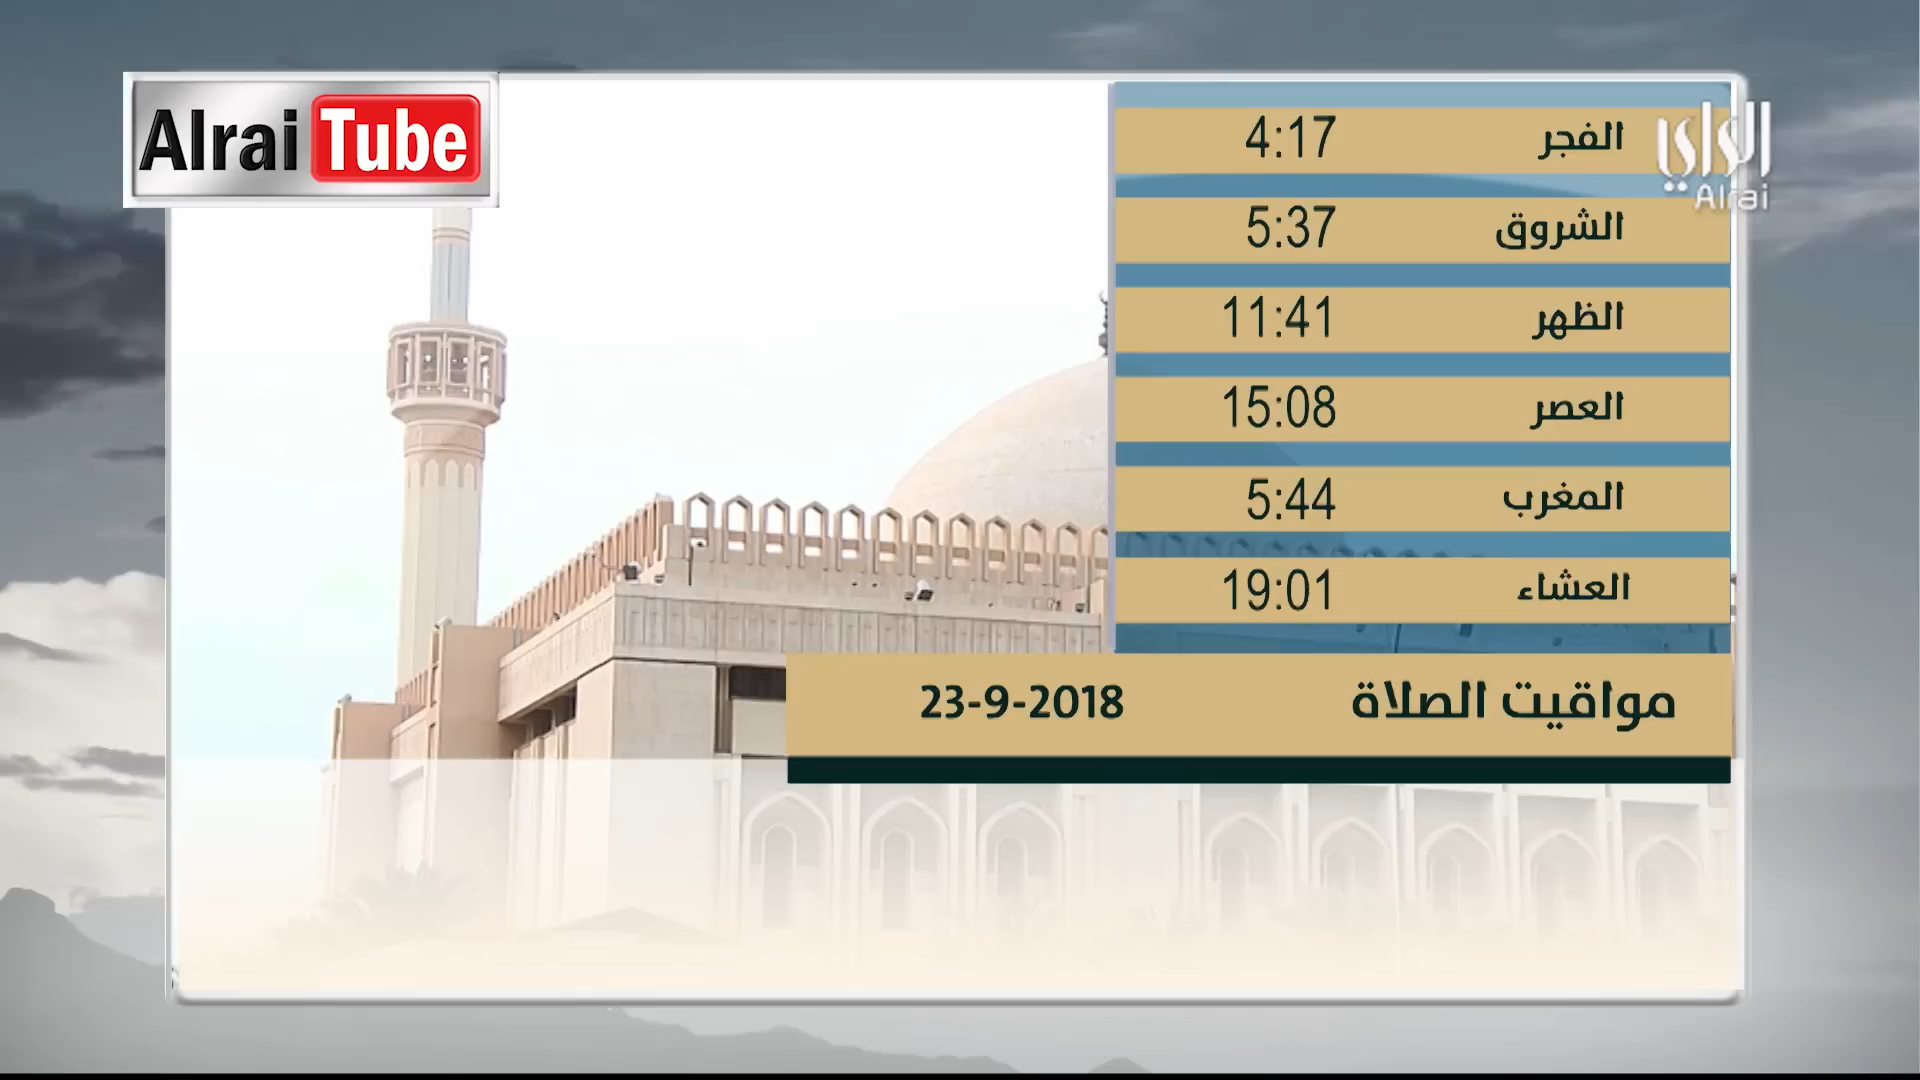 Alrai Tube
الراي
Alrai
الفجر 4:17
الشروق 5:37
الظهر 11:41
العصر 15:08
المغرب 5:44
العشاء 19:01
مواقيت الصلاة 23-9-2018